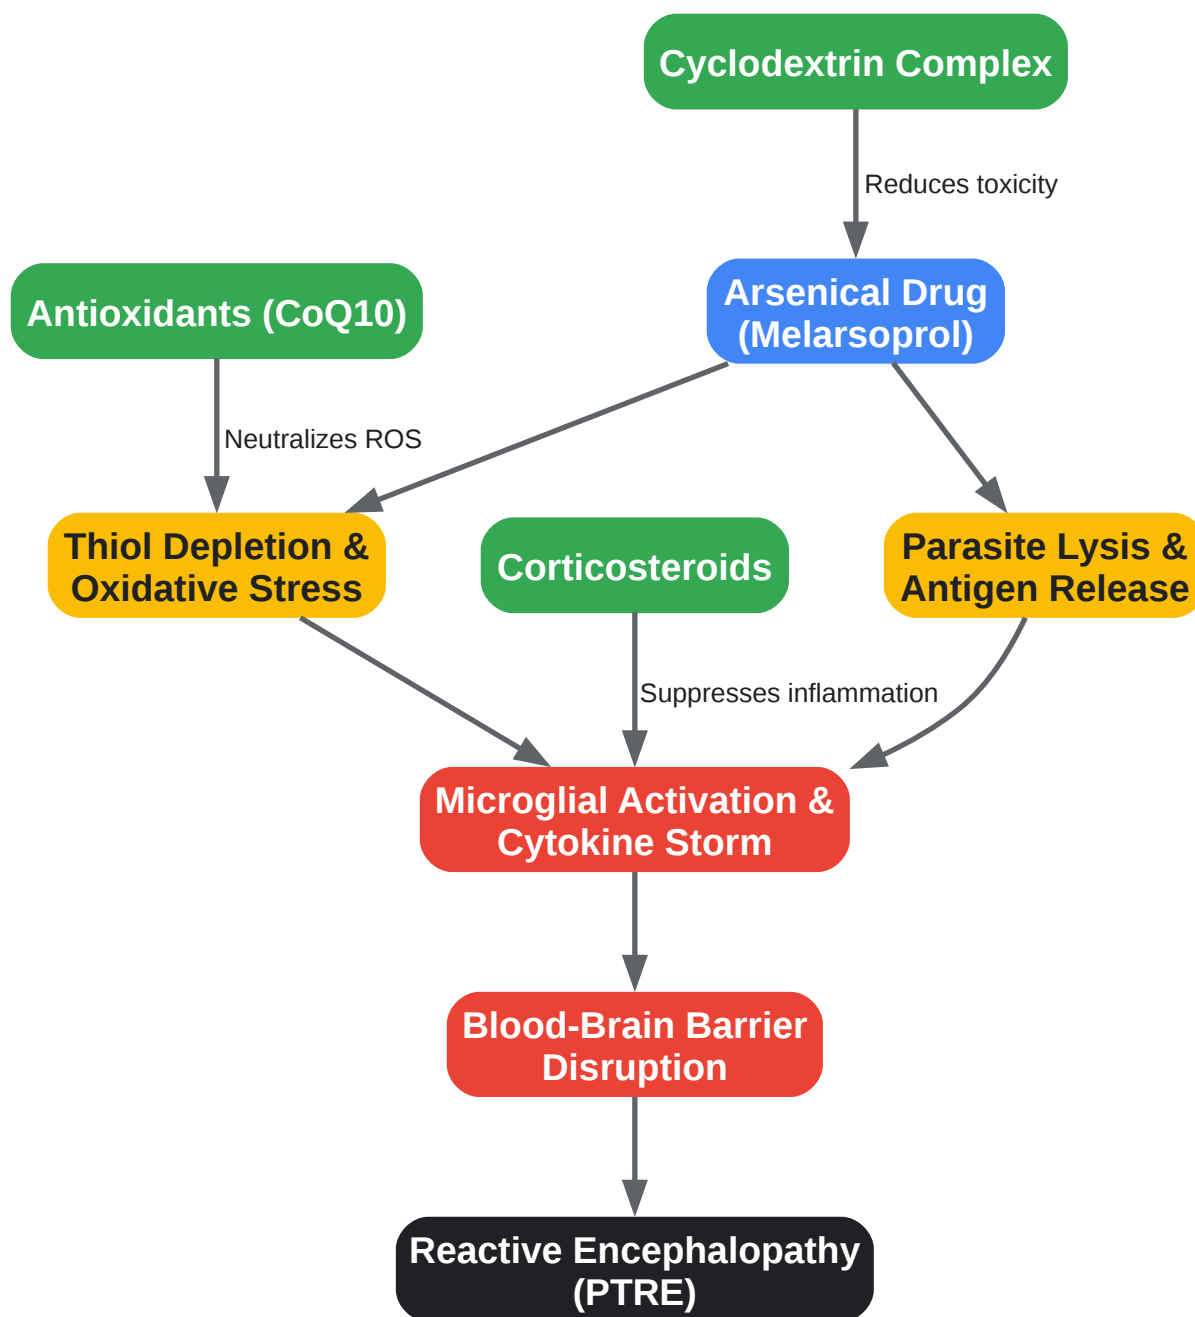 Cyclodextrin Complex
Reduces toxicity
Antioxidants (CoQ10)
Arsenical Drug
(Melarsoprol)
Neutralizes ROS
Thiol Depletion &
Oxidative Stress
Corticosteroids
Parasite Lysis &
Antigen Release
Suppresses inflammation
Microglial Activation &
Cytokine Storm
Blood-Brain Barrier
Disruption
Reactive Encephalopathy
(PTRE)